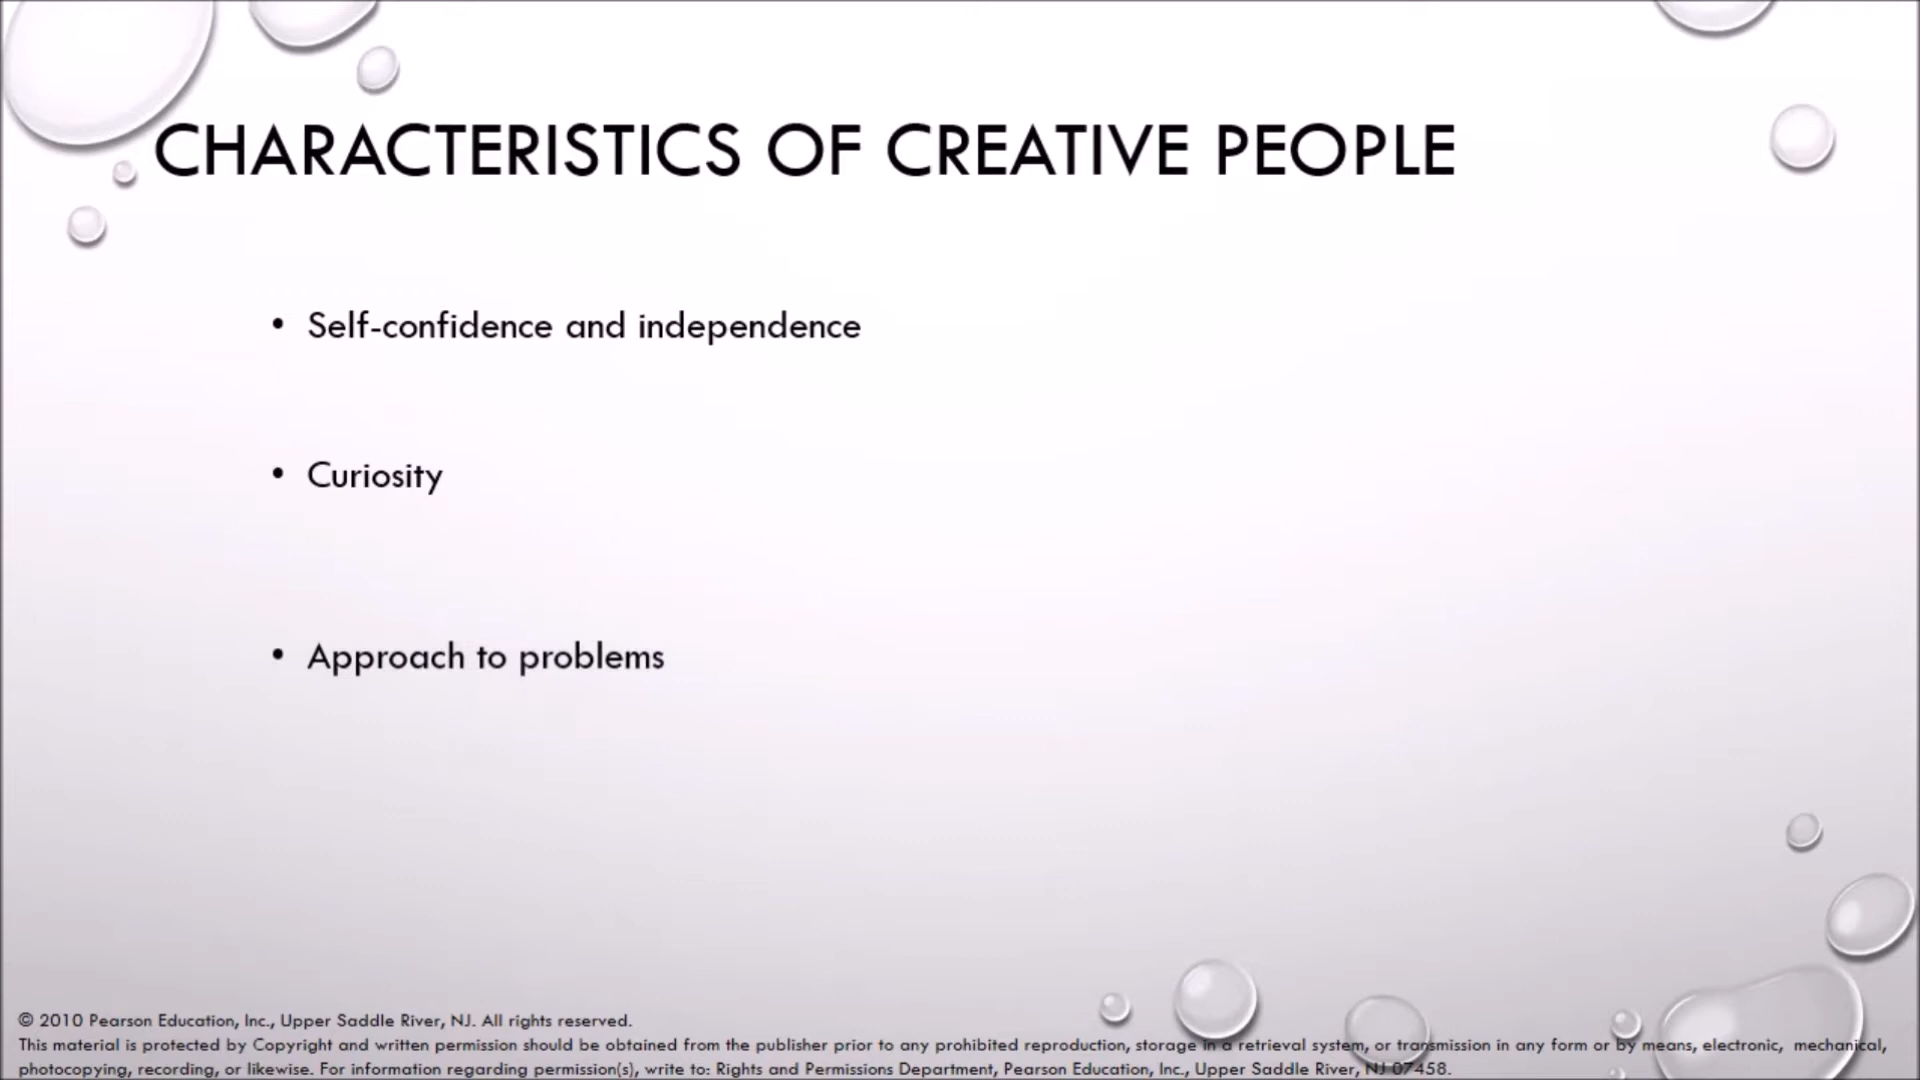 CHARACTERISTICS OF CREATIVE PEOPLE
• Self-confidence and independence
• Curiosity
• Approach to problems
© 2010 Pearson Education, Inc., Upper Saddle River, NJ. All rights reserved.
This material is protected by Copyright and written permission should be obtained from the publisher prior to any prohibited reproduction, storage in a retrieval system, or transmission in any form or by means, electronic, mechanical,
photocopying, recording, or likewise. For information regarding permission(s), write to: Rights and Permissions Department, Pearson Education, Inc., Upper Saddle River, NJ 07458.